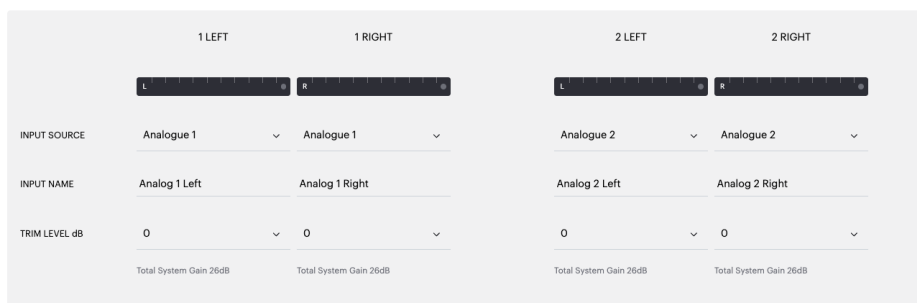 1 LEFT 1 RIGHT 2 LEFT 2 RIGHT
L R L R
INPUT SOURCE Analogue 1 Analogue 1 Analogue 2 Analogue 2
INPUT NAME Analog 1 Left Analog 1 Right Analog 2 Left Analog 2 Right
TRIM LEVEL dB 0 0 0 0
Total System Gain 26dB Total System Gain 26dB Total System Gain 26dB Total System Gain 26dB